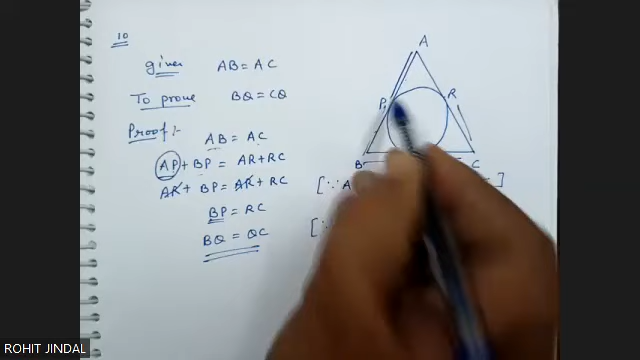 10
given AB = AC
To prove BQ = CQ
Proof :-
AB = AC
AP + BP = AR + RC
AR + BP = AR + RC
BP = RC
BQ = QC
[∵ A
]
[∵
A
P
R
B
C
ROHIT JINDAL